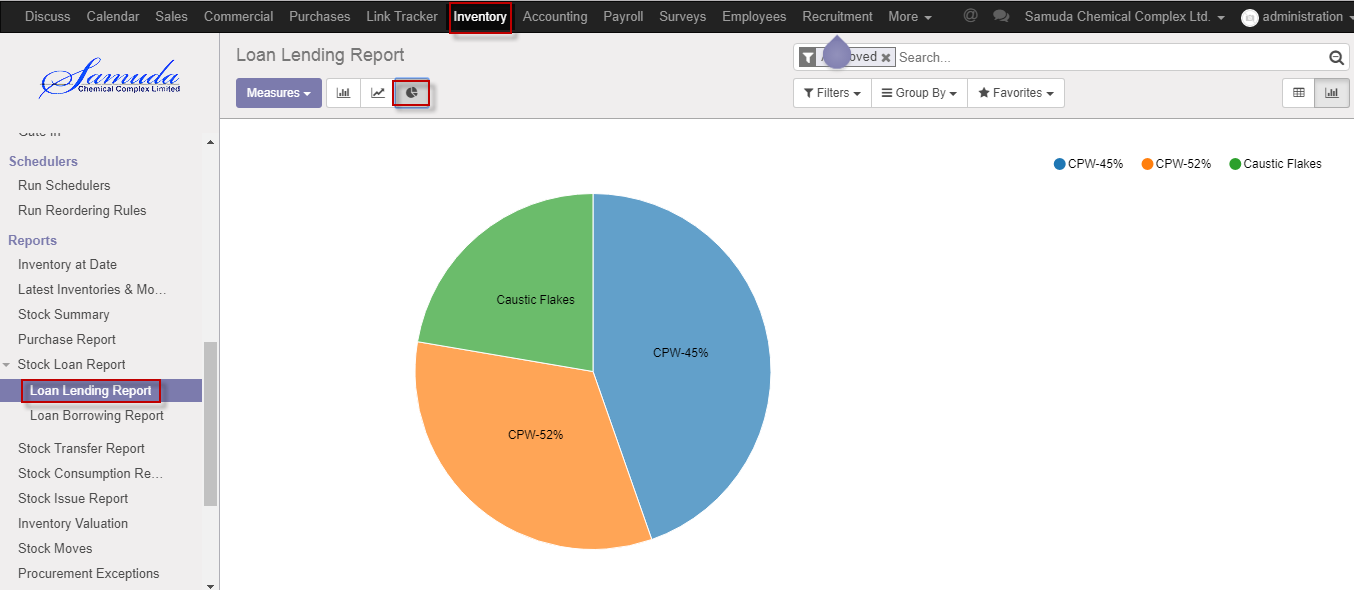 Discuss Calendar Sales Commercial Purchases Link Tracker Inventory Accounting Payroll Surveys Employees Recruitment More @ Samuda Chemical Complex Ltd. administration
Samuda
Chemical Complex Limited
Loan Lending Report
Search...
Measures
Filters Group By Favorites
Schedulers
Run Schedulers
Run Reordering Rules
Reports
Inventory at Date
Latest Inventories & Mo...
Stock Summary
Purchase Report
Stock Loan Report
Loan Lending Report
Loan Borrowing Report
Stock Transfer Report
Stock Consumption Re...
Stock Issue Report
Inventory Valuation
Stock Moves
Procurement Exceptions
CPW-45% CPW-52% Caustic Flakes
Caustic Flakes
CPW-45%
CPW-52%